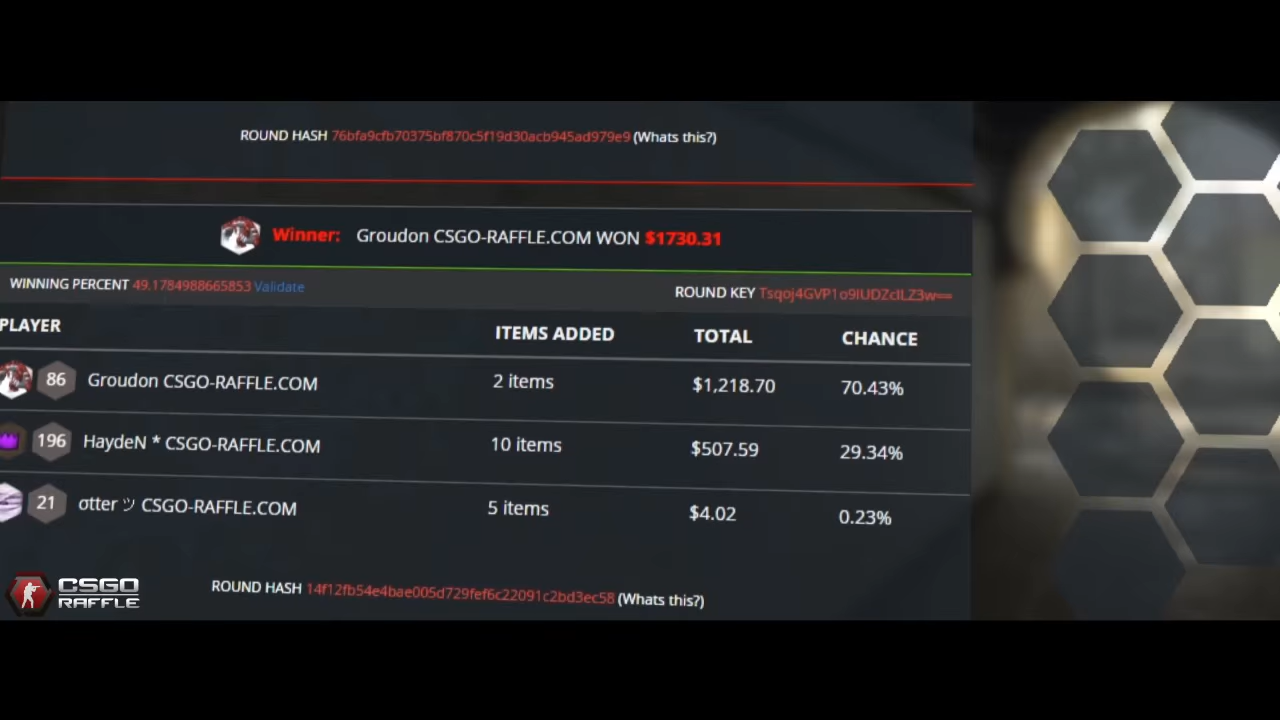 ROUND HASH 76bfa9cfb70375bf870c5f19d30acb945ad979e9 (Whats this?)
Winner: Groudon CSGO-RAFFLE.COM WON $1730.31
WINNING PERCENT 49.1784988665853 Validate
ROUND KEY
PLAYER ITEMS ADDED TOTAL CHANCE
86 Groudon CSGO-RAFFLE.COM 2 items $1,218.70 70.43%
196 HaydeN * CSGO-RAFFLE.COM 10 items $507.59 29.34%
21 σtter ツ CSGO-RAFFLE.COM 5 items $4.02 0.23%
ROUND HASH 14f12fb54e4bae005d729fef6c22091c2bd3ec58 (Whats this?)
CSGO
RAFFLE